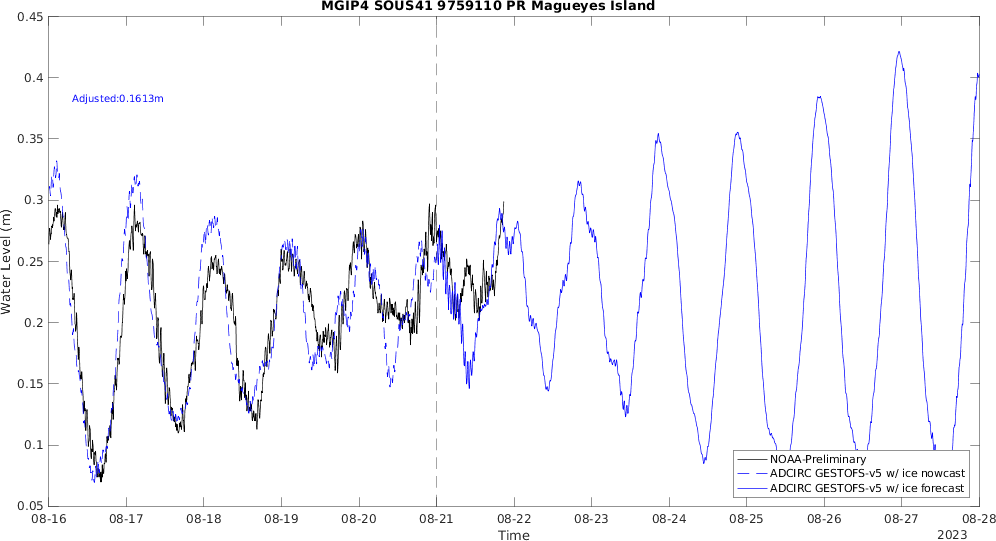 MGIP4 SOUS41 9759110 PR Magueyes Island
0.45
0.4
Adjusted:0.1613m
0.35
0.3
0.25
0.2
0.15
0.1
0.05
Water Level (m)
NOAA-Preliminary
ADCIRC GESTOFS-v5 w/ ice nowcast
ADCIRC GESTOFS-v5 w/ ice forecast
08-16 08-17 08-18 08-19 08-20 08-21 08-22 08-23 08-24 08-25 08-26 08-27 08-28
Time
2023